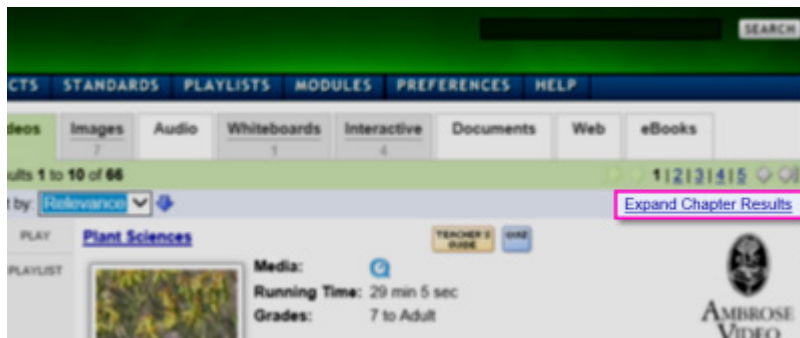 SEARCH
CTS STANDARDS PLAYLISTS MODULES PREFERENCES HELP
deos Images Audio Whiteboards Interactive Documents Web eBooks
7 1 4
ults 1 to 10 of 66 1|2|3|4|5
t by: Relevance Expand Chapter Results
PLAY Plant Sciences TEACHER'S GUIDE QUIZ
PLAYLIST Media:
Running Time: 29 min 5 sec
Grades: 7 to Adult
AMBROSE
VIDEO